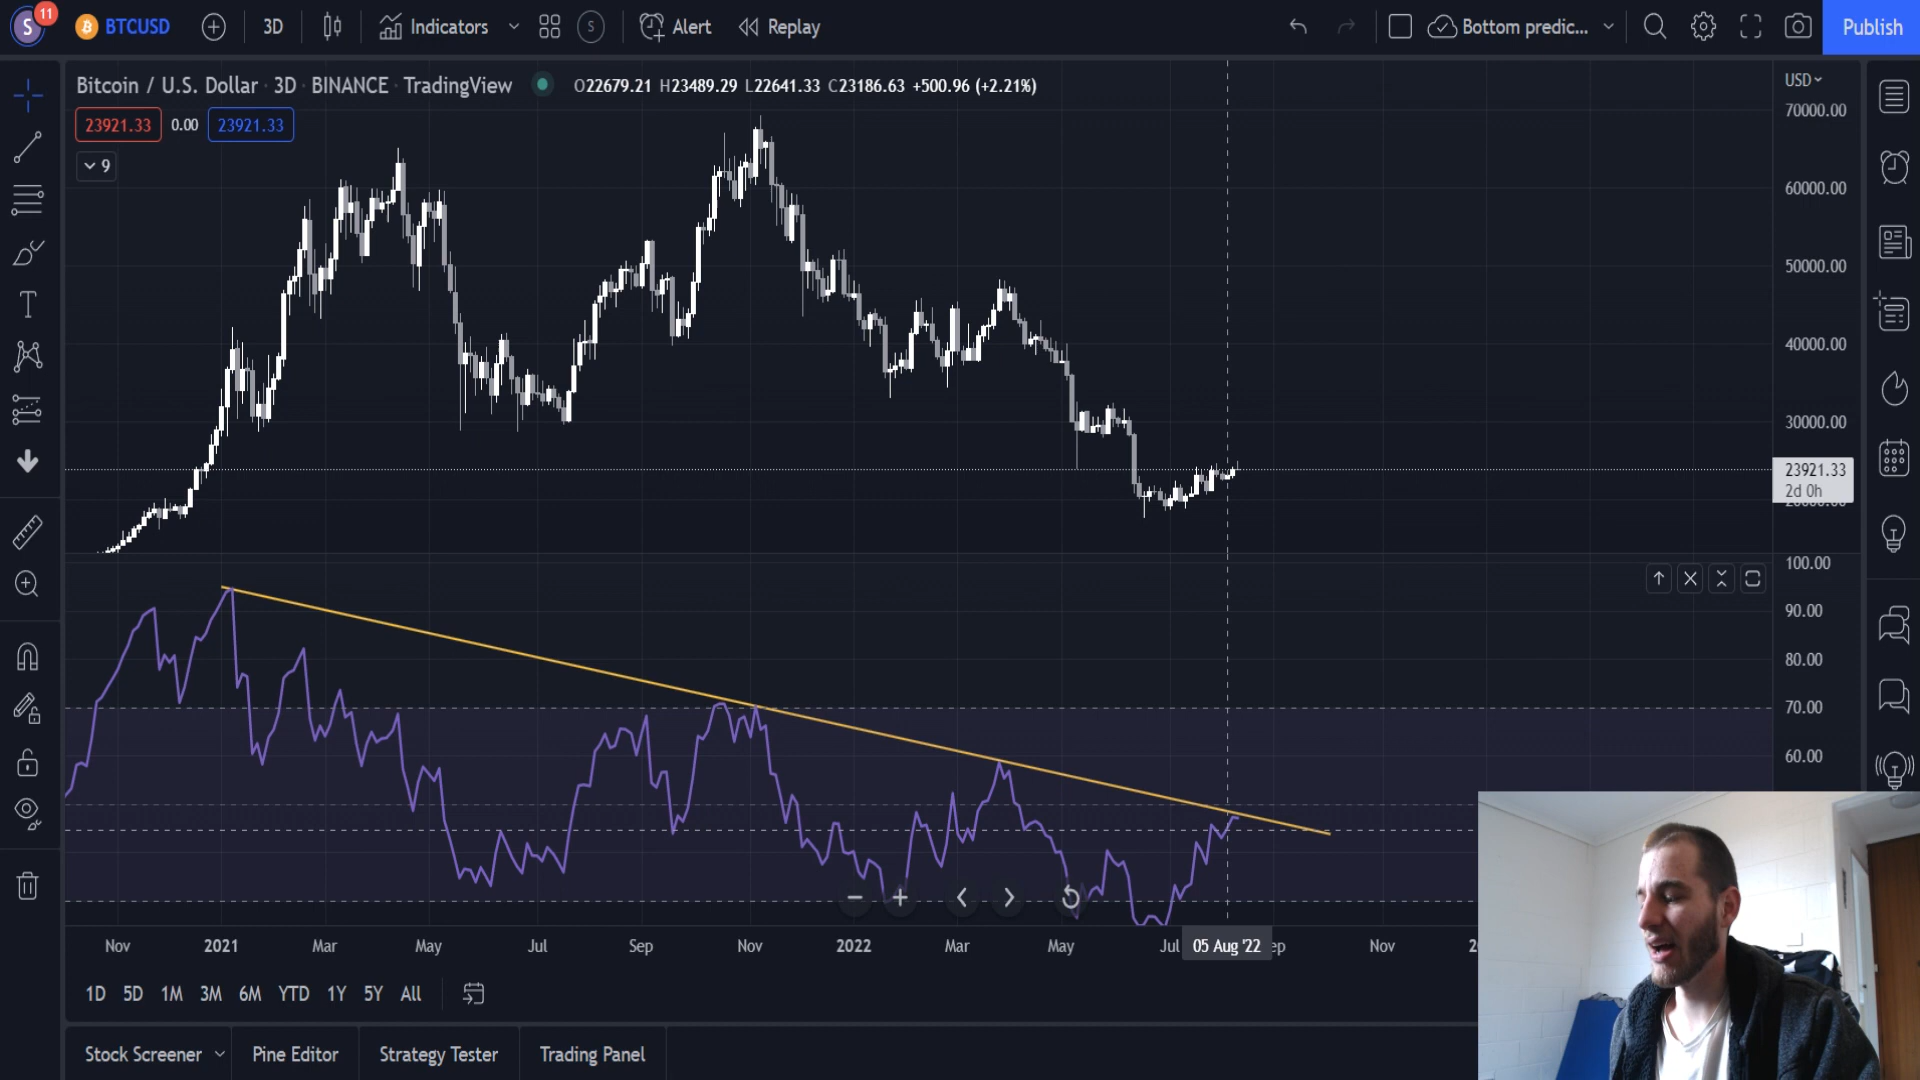 S 11 BTCUSD 3D Indicators S Alert Replay Bottom predic... Publish
Bitcoin / U.S. Dollar · 3D · BINANCE · TradingView O22679.21 H23489.29 L22641.33 C23186.63 +500.96 (+2.21%) USD
23921.33 0.00 23921.33
9
70000.00
60000.00
50000.00
40000.00
30000.00
23921.33
2d 0h
100.00
90.00
80.00
70.00
60.00
T
Nov 2021 Mar May Jul Sep Nov 2022 Mar May Jul 05 Aug '22 ep Nov 2
1D 5D 1M 3M 6M YTD 1Y 5Y All
Stock Screener Pine Editor Strategy Tester Trading Panel